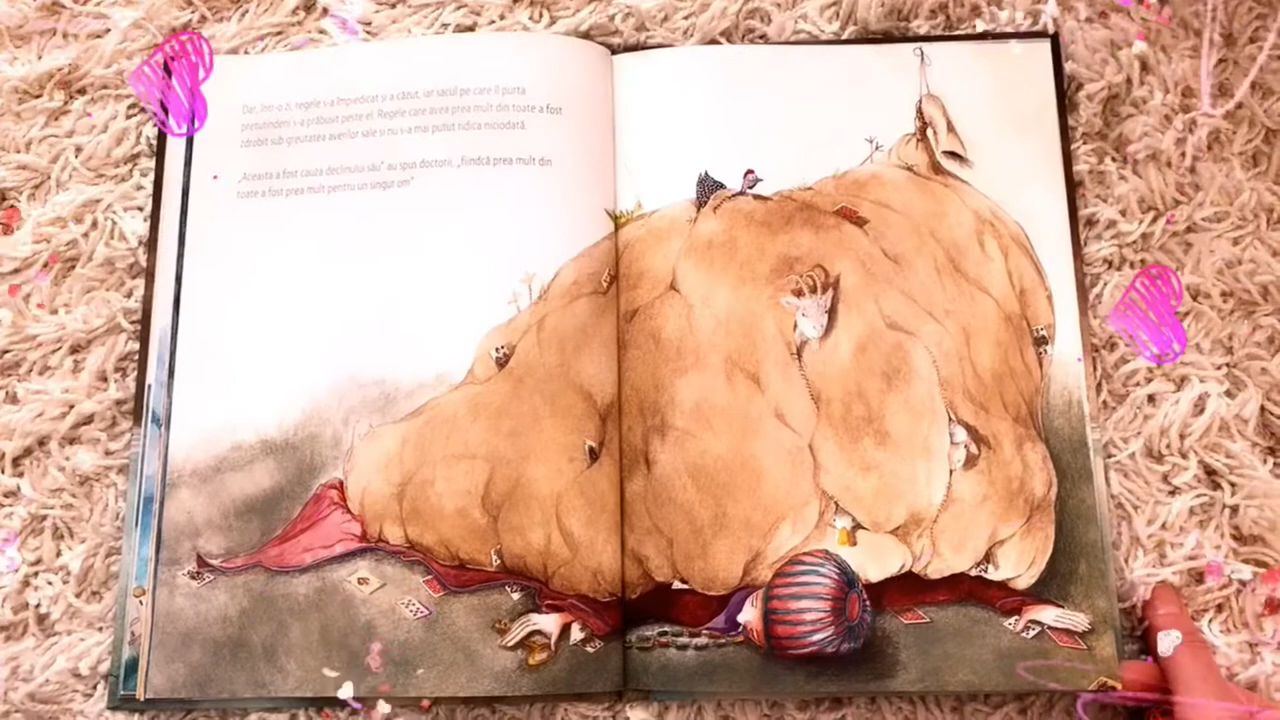 Dar, într-o zi, regele s-a împiedicat și a căzut, iar sacul pe care îl purta
pretutindeni s-a prăbușit peste el. Regele care avea prea mult din toate a fost
zdrobit sub greutatea averilor sale și nu s-a mai putut ridica niciodată.
„Aceasta a fost cauza declinului său” au spus doctorii, „fiindcă prea mult din
toate a fost prea mult pentru un singur om”